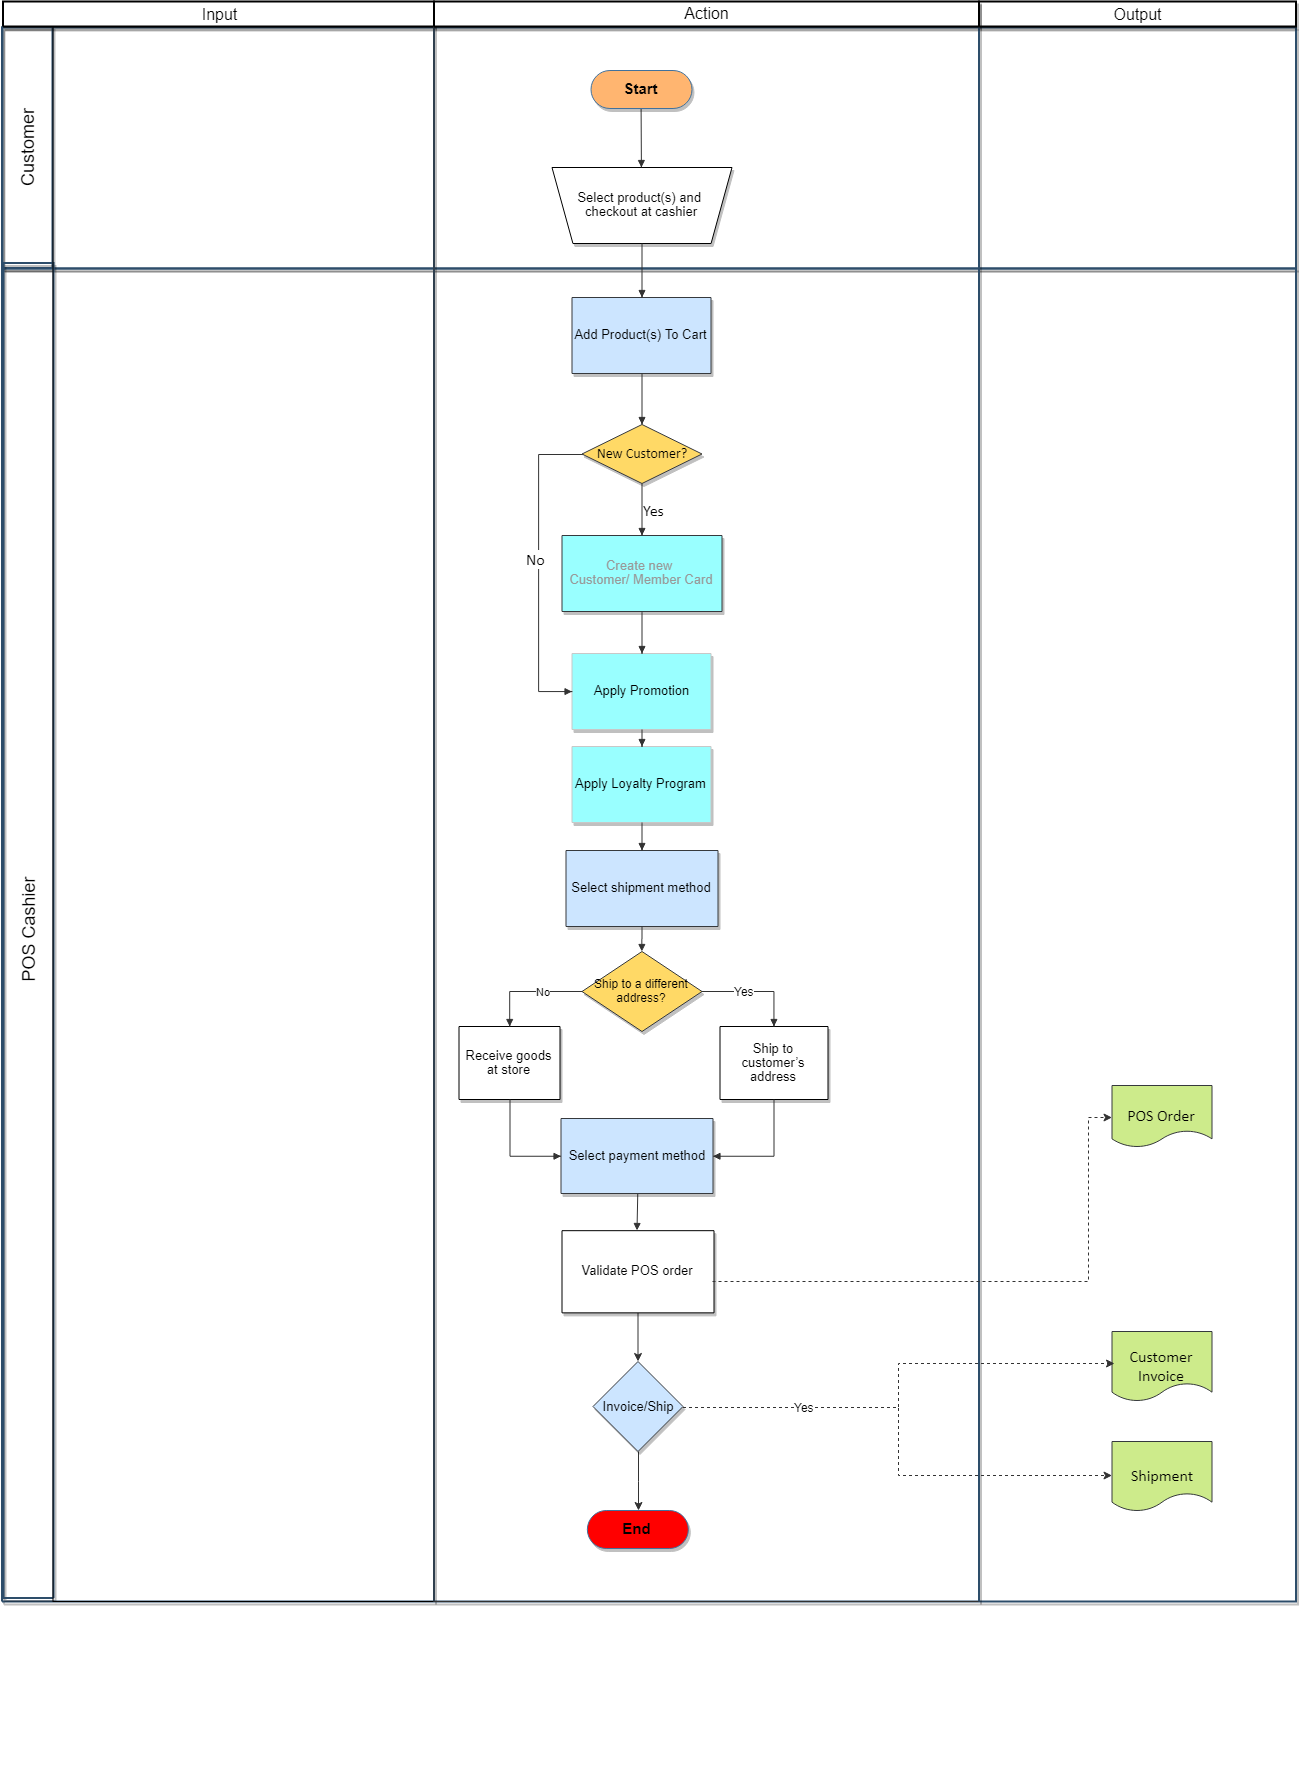 Input
Action
Output
Customer
Start
Select product(s) and
checkout at cashier
POS Cashier
Add Product(s) To Cart
New Customer?
Yes
No
Create new
Customer/ Member Card
Apply Promotion
Apply Loyalty Program
Select shipment method
Ship to a different
address?
No
Yes
Receive goods
at store
Ship to
customer's
address
Select payment method
POS Order
Validate POS order
Customer
Invoice
Invoice/Ship
Yes
Shipment
End